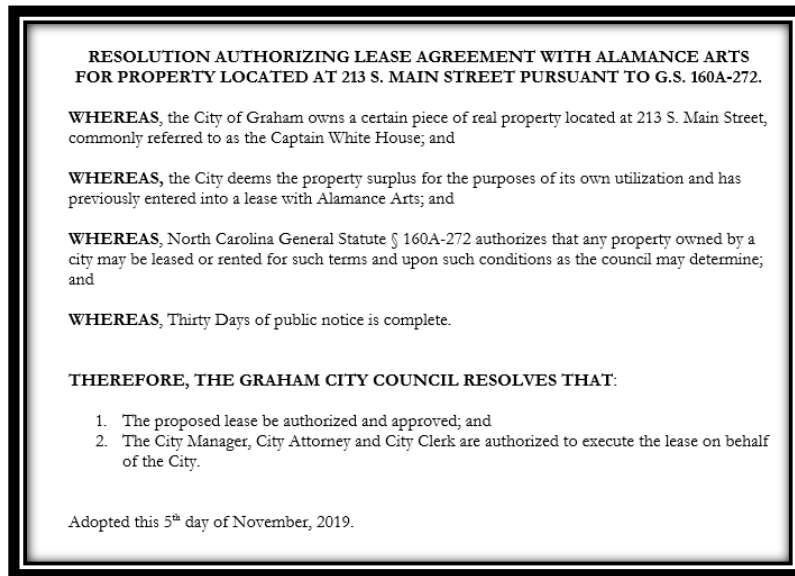 RESOLUTION AUTHORIZING LEASE AGREEMENT WITH ALAMANCE ARTS
FOR PROPERTY LOCATED AT 213 S. MAIN STREET PURSUANT TO G.S. 160A-272.
WHEREAS, the City of Graham owns a certain piece of real property located at 213 S. Main Street,
commonly referred to as the Captain White House; and
WHEREAS, the City deems the property surplus for the purposes of its own utilization and has
previously entered into a lease with Alamance Arts; and
WHEREAS, North Carolina General Statute § 160A-272 authorizes that any property owned by a
city may be leased or rented for such terms and upon such conditions as the council may determine;
and
WHEREAS, Thirty Days of public notice is complete.
THEREFORE, THE GRAHAM CITY COUNCIL RESOLVES THAT:
1. The proposed lease be authorized and approved; and
2. The City Manager, City Attorney and City Clerk are authorized to execute the lease on behalf
of the City.
Adopted this 5th day of November, 2019.